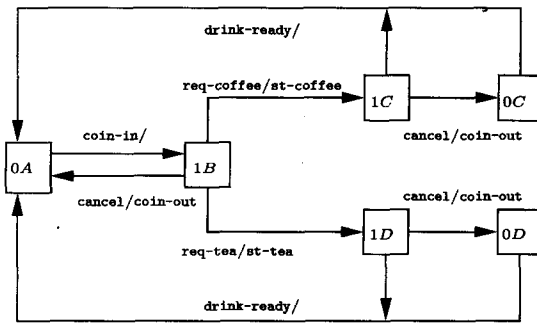 drink-ready/
req-coffee/st-coffee
1C
0C
coin-in/
cancel/coin-out
0A
1B
cancel/coin-out
cancel/coin-out
req-tea/st-tea
1D
0D
drink-ready/